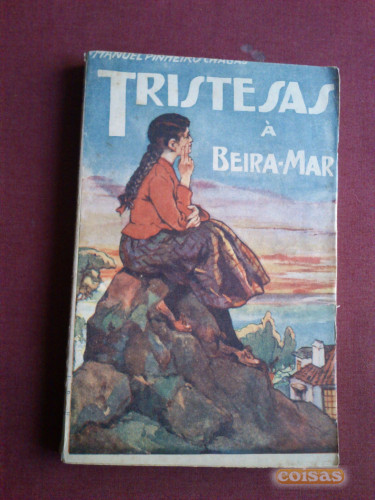 MANUEL PINHEIRO CHAGAS
TRISTESAS
À
BEIRA-MAR
coisas